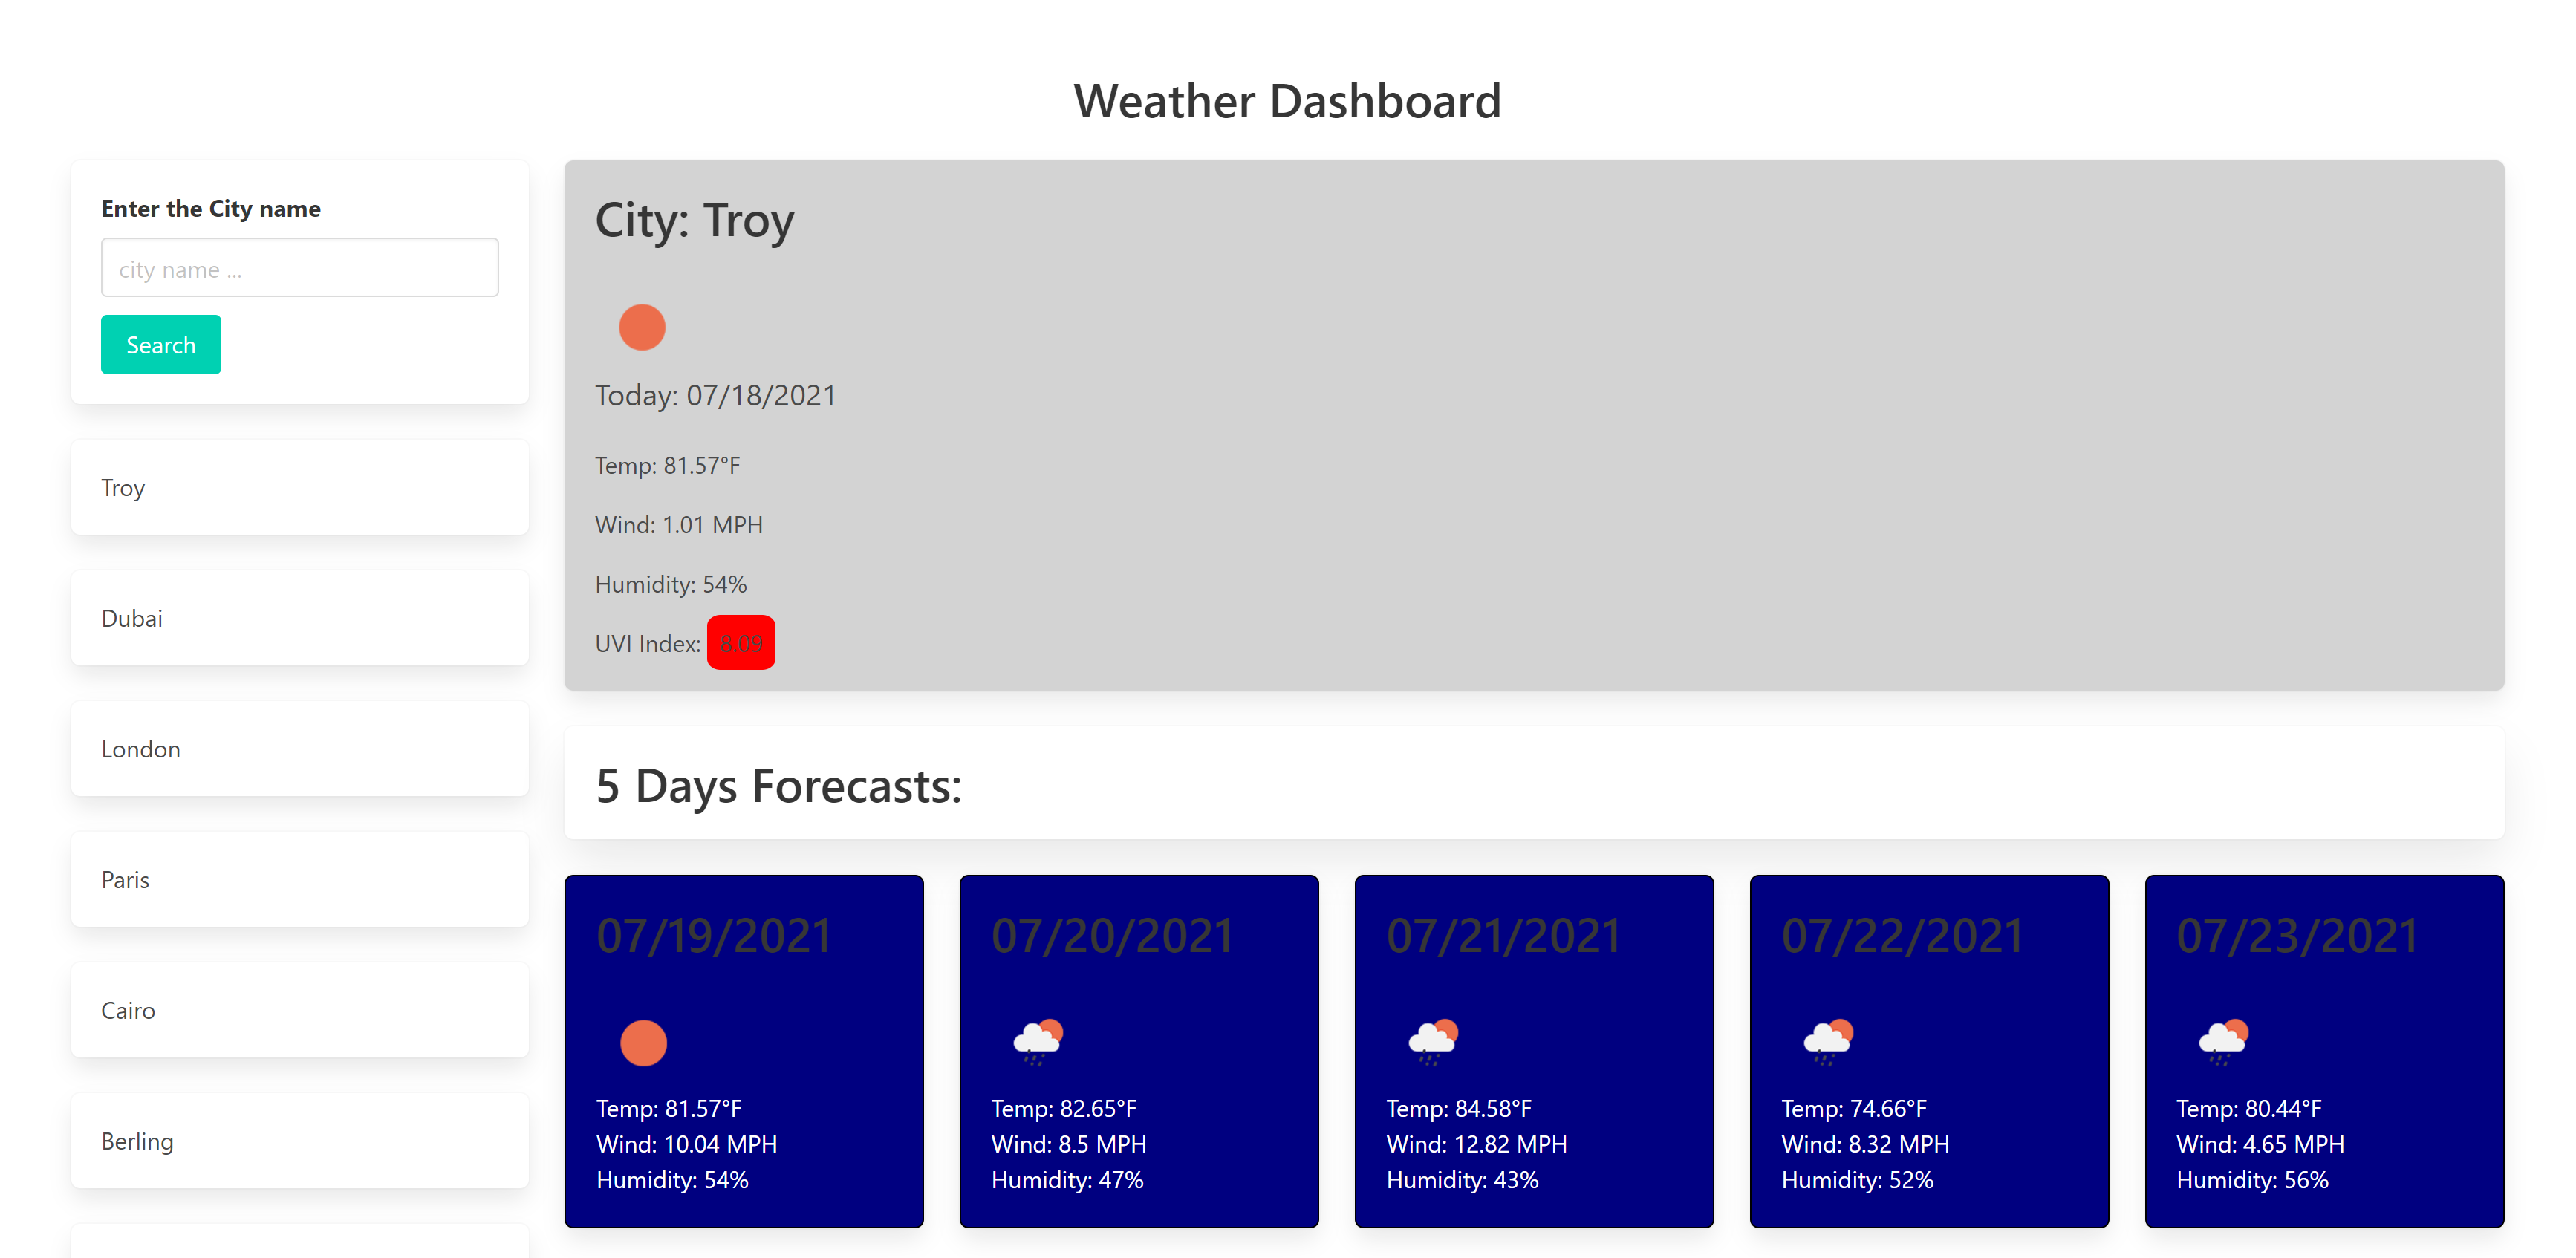 Weather Dashboard
Enter the City name
city name ...
Search
Troy
Dubai
London
Paris
Cairo
Berling
City: Troy
Today: 07/18/2021
Temp: 81.57°F
Wind: 1.01 MPH
Humidity: 54%
UVI Index: 8.09
5 Days Forecasts:
07/19/2021
Temp: 81.57°F
Wind: 10.04 MPH
Humidity: 54%
07/20/2021
Temp: 82.65°F
Wind: 8.5 MPH
Humidity: 47%
07/21/2021
Temp: 84.58°F
Wind: 12.82 MPH
Humidity: 43%
07/22/2021
Temp: 74.66°F
Wind: 8.32 MPH
Humidity: 52%
07/23/2021
Temp: 80.44°F
Wind: 4.65 MPH
Humidity: 56%